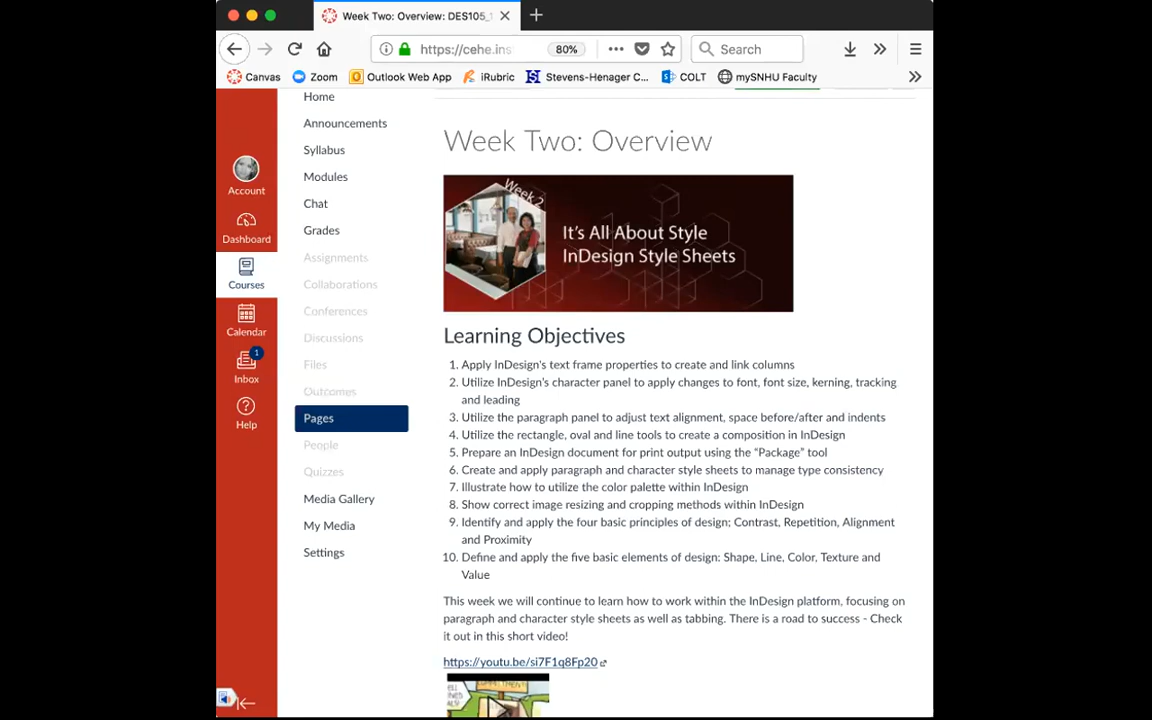 Week Two: Overview: DES105_1
https://cehe.ins
80%
Search
Canvas
Zoom
Outlook Web App
iRubric
Stevens-Henager C...
COLT
mySNHU Faculty
Account
Dashboard
Courses
Calendar
1
Inbox
Help
Home
Announcements
Syllabus
Modules
Chat
Grades
Assignments
Collaborations
Conferences
Discussions
Files
Outcomes
Pages
People
Quizzes
Media Gallery
My Media
Settings
Week Two: Overview
Week 2
It's All About Style
InDesign Style Sheets
Learning Objectives
1. Apply InDesign's text frame properties to create and link columns
2. Utilize InDesign's character panel to apply changes to font, font size, kerning, tracking
and leading
3. Utilize the paragraph panel to adjust text alignment, space before/after and indents
4. Utilize the rectangle, oval and line tools to create a composition in InDesign
5. Prepare an InDesign document for print output using the "Package" tool
6. Create and apply paragraph and character style sheets to manage type consistency
7. Illustrate how to utilize the color palette within InDesign
8. Show correct image resizing and cropping methods within InDesign
9. Identify and apply the four basic principles of design; Contrast, Repetition, Alignment
and Proximity
10. Define and apply the five basic elements of design: Shape, Line, Color, Texture and
Value
This week we will continue to learn how to work within the InDesign platform, focusing on
paragraph and character style sheets as well as tabbing. There is a road to success - Check
it out in this short video!
https://youtu.be/si7F1q8Fp20